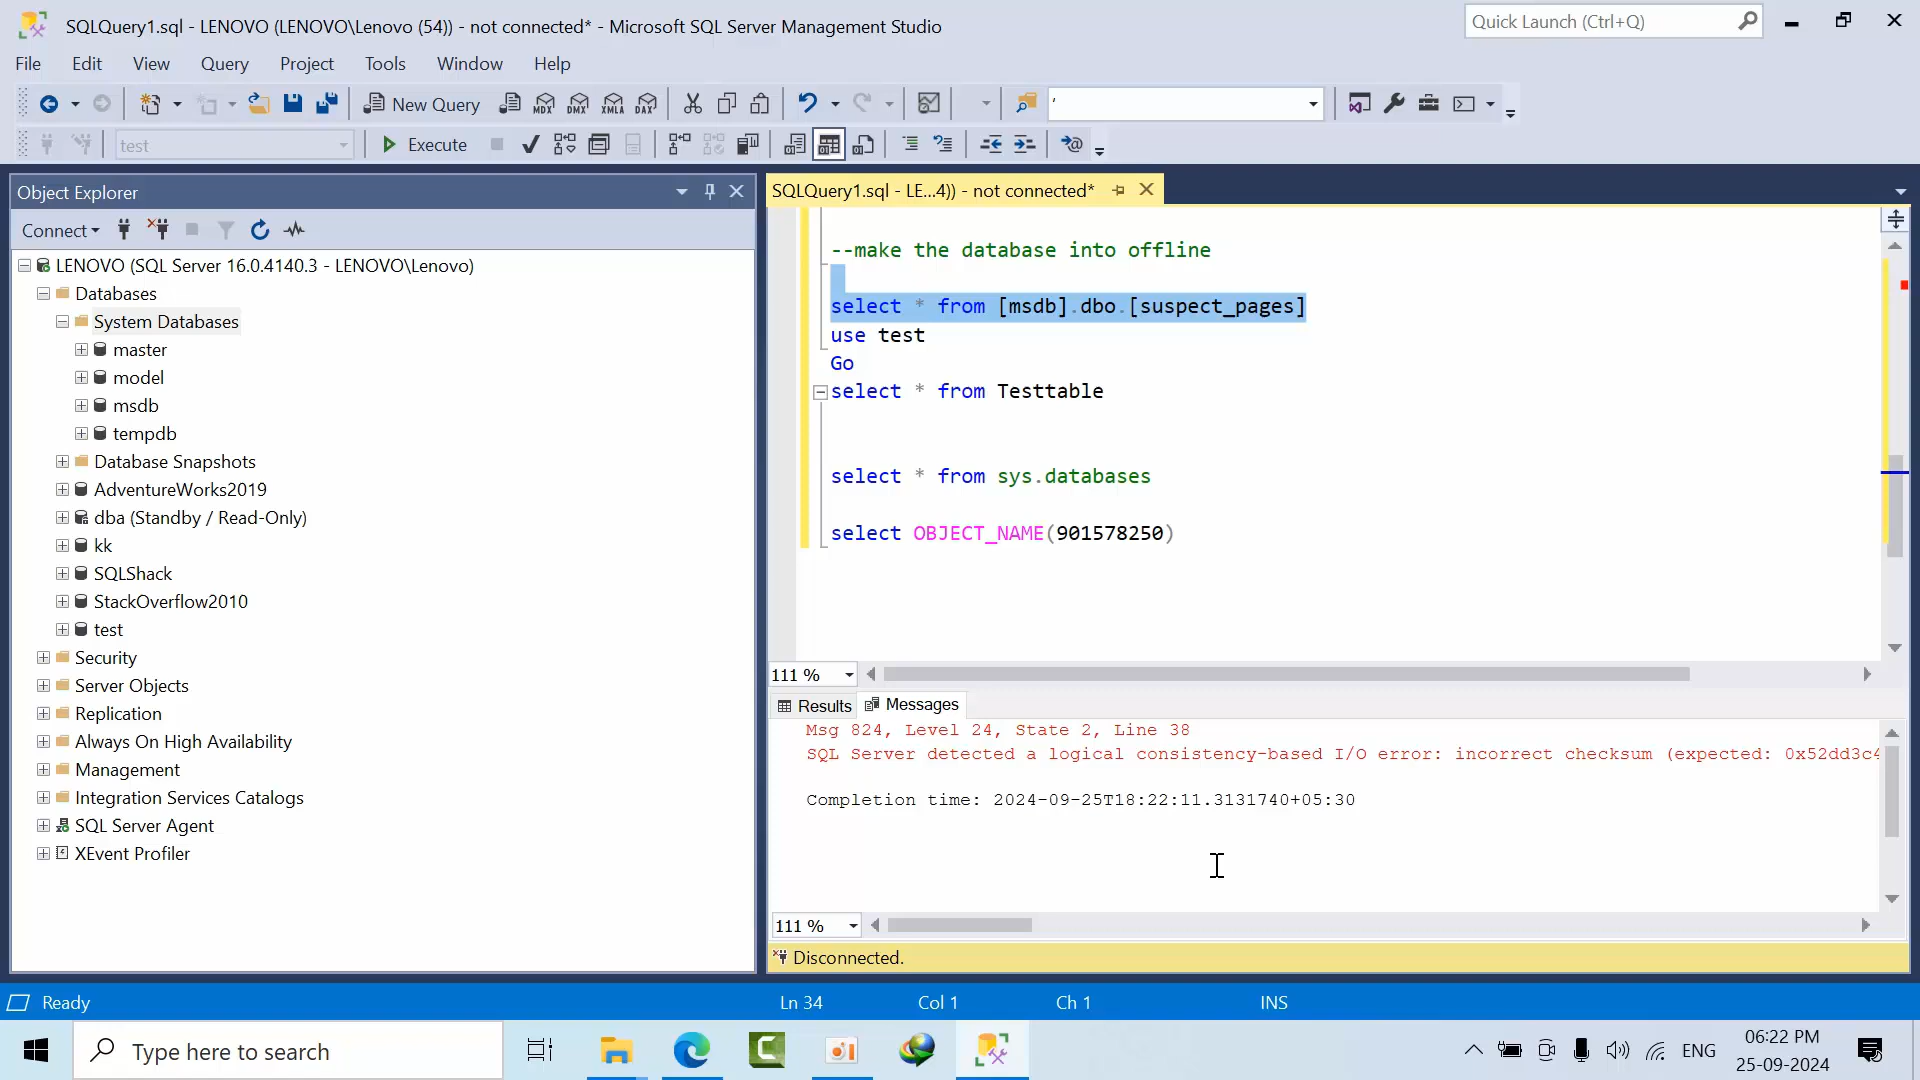 SQLQuery1.sql - LENOVO (LENOVO\Lenovo (54)) - not connected* - Microsoft SQL Server Management Studio
Quick Launch (Ctrl+Q)
File Edit View Query Project Tools Window Help
New Query
MDX DMX XMLA DAX
'
test
Execute
Object Explorer
Connect
LENOVO (SQL Server 16.0.4140.3 - LENOVO\Lenovo)
Databases
System Databases
master
model
msdb
tempdb
Database Snapshots
AdventureWorks2019
dba (Standby / Read-Only)
kk
SQLShack
StackOverflow2010
test
Security
Server Objects
Replication
Always On High Availability
Management
Integration Services Catalogs
SQL Server Agent
XEvent Profiler
SQLQuery1.sql - LE...4)) - not connected*
--make the database into offline
select * from [msdb].dbo.[suspect_pages]
use test
Go
select * from Testtable
select * from sys.databases
select OBJECT_NAME(901578250)
111 %
Results Messages
Msg 824, Level 24, State 2, Line 38
SQL Server detected a logical consistency-based I/O error: incorrect checksum (expected: 0x52dd3c4
Completion time: 2024-09-25T18:22:11.3131740+05:30
111 %
Disconnected.
Ready Ln 34 Col 1 Ch 1 INS
Type here to search
ENG
06:22 PM
25-09-2024